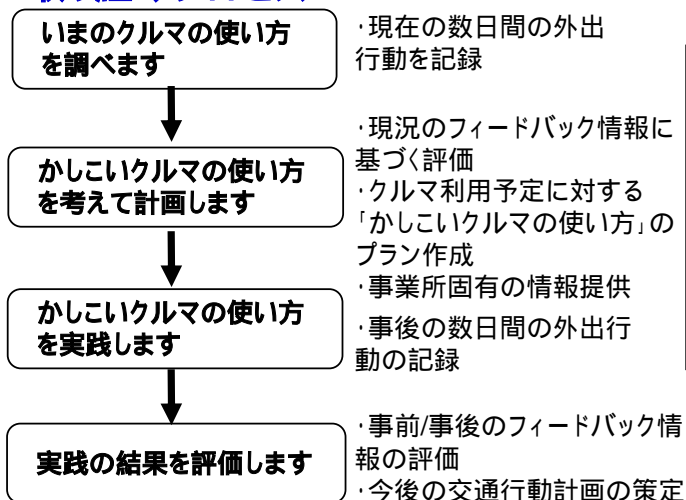 いまのクルマの使い方
を調べます
・現在の数日間の外出
行動を記録
かしこいクルマの使い方
を考えて計画します
・現況のフィードバック情報に
基づく評価
・クルマ利用予定に対する
「かしこいクルマの使い方」の
プラン作成
・事業所固有の情報提供
かしこいクルマの使い方
を実践します
・事後の数日間の外出行
動の記録
実践の結果を評価します
・事前/事後のフィードバック情
報の評価
・今後の交通行動計画の策定